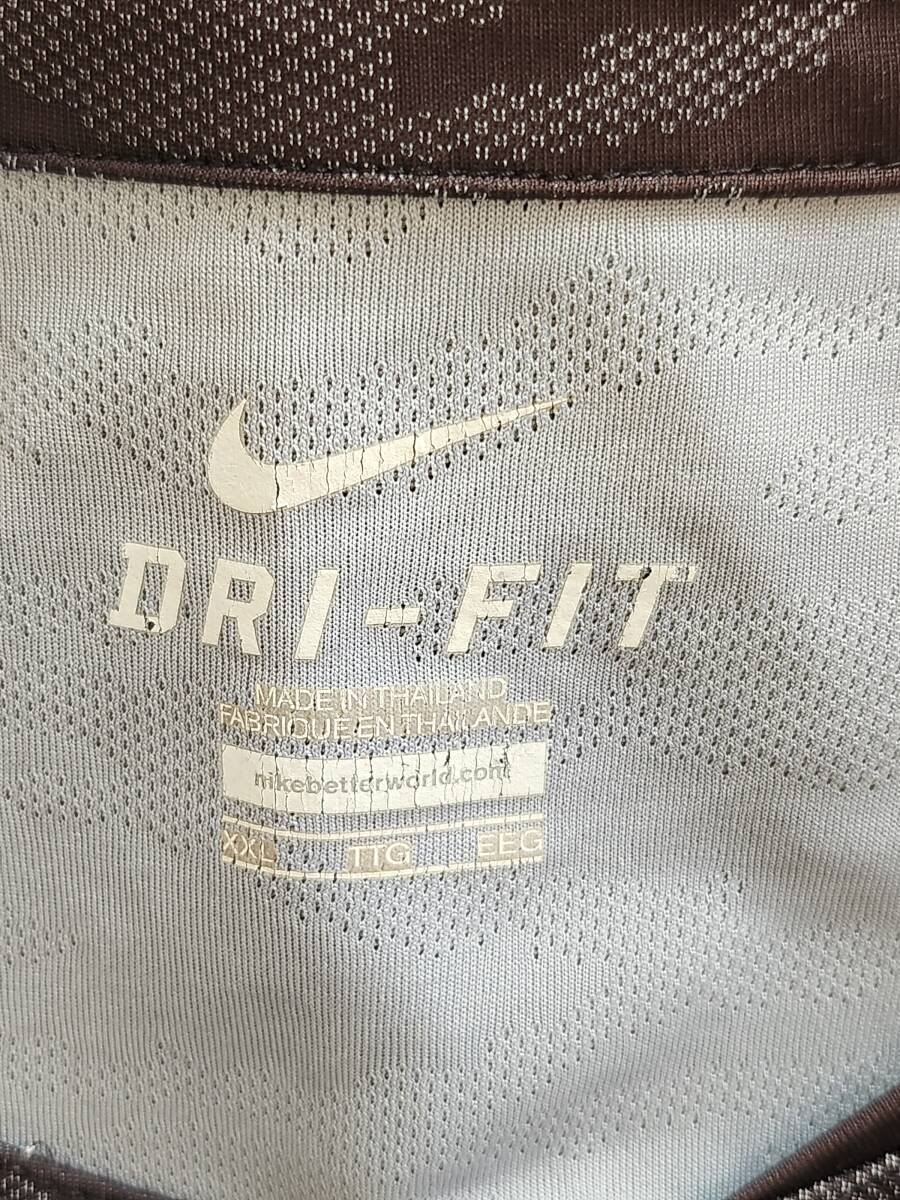 DRI-FIT
MADE IN THAILAND
FABRIQUE EN THAILANDE
nikebetterworld.com
XXL TTG EEG